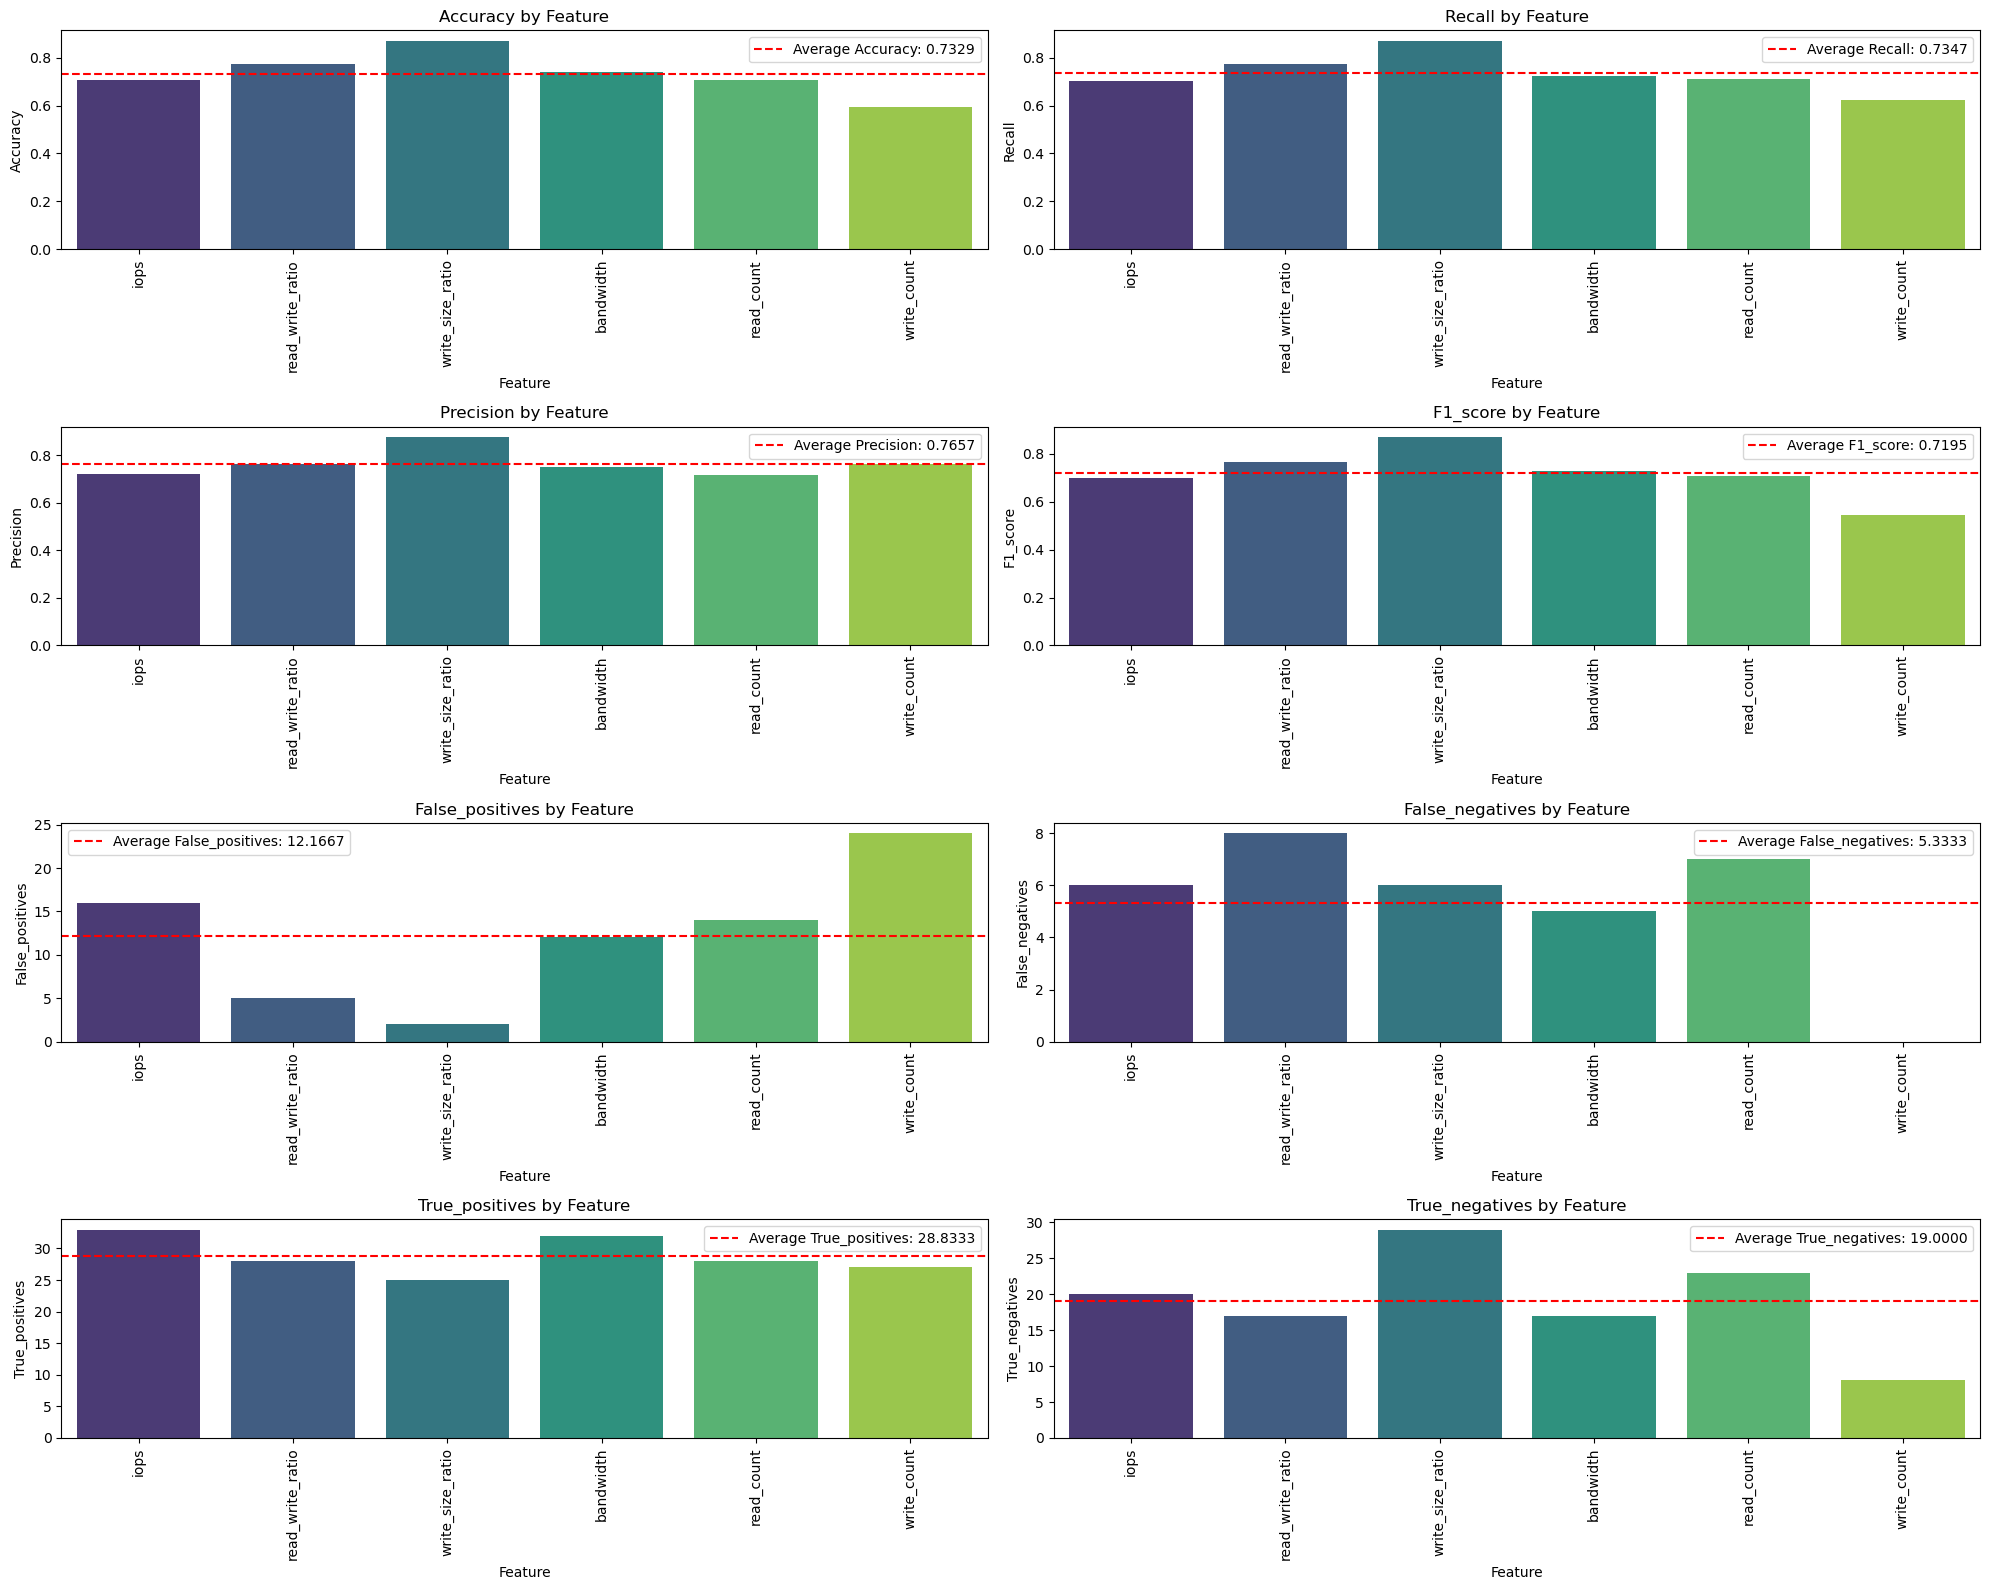 Accuracy by Feature
Average Accuracy: 0.7329
Accuracy
0.8
0.6
0.4
0.2
0.0
iops
read_write_ratio
write_size_ratio
bandwidth
read_count
write_count
Feature
Recall by Feature
Average Recall: 0.7347
Recall
0.8
0.6
0.4
0.2
0.0
iops
read_write_ratio
write_size_ratio
bandwidth
read_count
write_count
Feature
Precision by Feature
Average Precision: 0.7657
Precision
0.8
0.6
0.4
0.2
0.0
iops
read_write_ratio
write_size_ratio
bandwidth
read_count
write_count
Feature
F1_score by Feature
Average F1_score: 0.7195
F1_score
0.8
0.6
0.4
0.2
0.0
iops
read_write_ratio
write_size_ratio
bandwidth
read_count
write_count
Feature
False_positives by Feature
Average False_positives: 12.1667
False_positives
25
20
15
10
5
0
iops
read_write_ratio
write_size_ratio
bandwidth
read_count
write_count
Feature
False_negatives by Feature
Average False_negatives: 5.3333
False_negatives
8
6
4
2
0
iops
read_write_ratio
write_size_ratio
bandwidth
read_count
write_count
Feature
True_positives by Feature
Average True_positives: 28.8333
True_positives
30
25
20
15
10
5
0
iops
read_write_ratio
write_size_ratio
bandwidth
read_count
write_count
Feature
True_negatives by Feature
Average True_negatives: 19.0000
True_negatives
30
25
20
15
10
5
0
iops
read_write_ratio
write_size_ratio
bandwidth
read_count
write_count
Feature